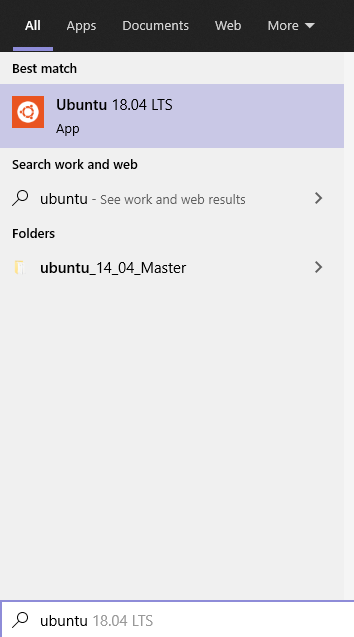 All Apps Documents Web More
Best match
Ubuntu 18.04 LTS
App
Search work and web
ubuntu - See work and web results
Folders
ubuntu_14_04_Master
ubuntu 18.04 LTS